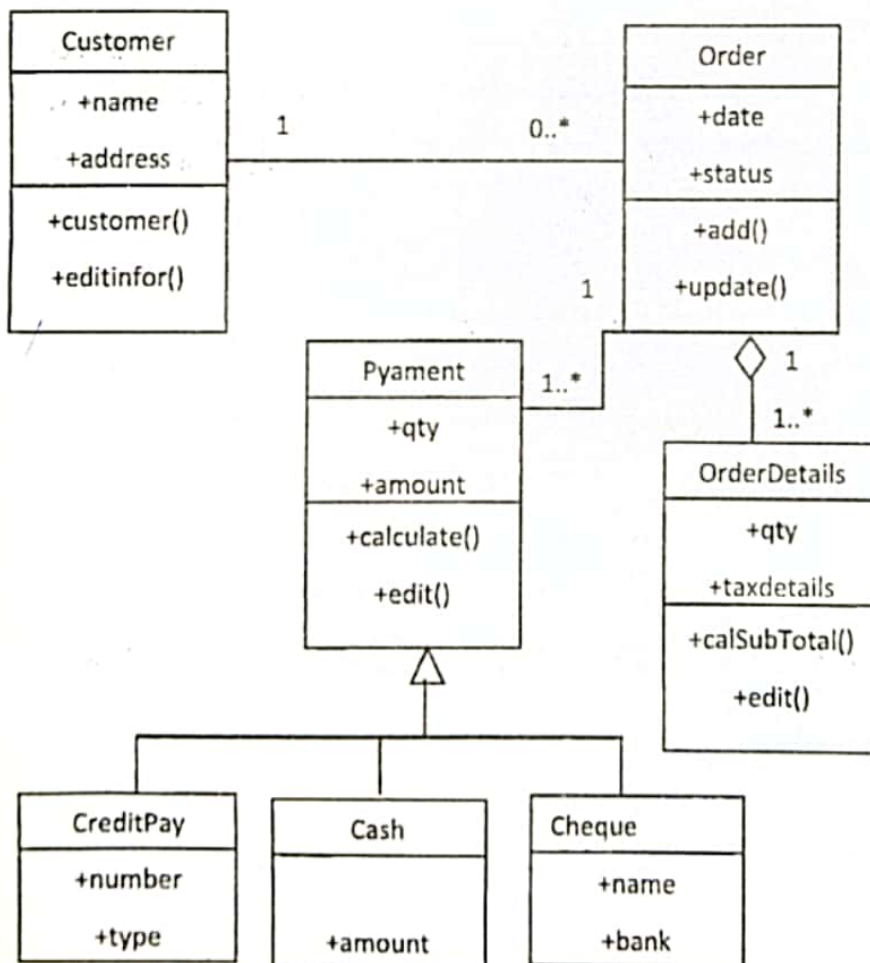 Customer
+name
+address
+customer()
+editinfor()
1
0..*
Order
+date
+status
+add()
+update()
1
1..*
Pyament
+qty
+amount
+calculate()
+edit()
1
1..*
OrderDetails
+qty
+taxdetails
+calSubTotal()
+edit()
CreditPay
+number
+type
Cash
+amount
Cheque
+name
+bank